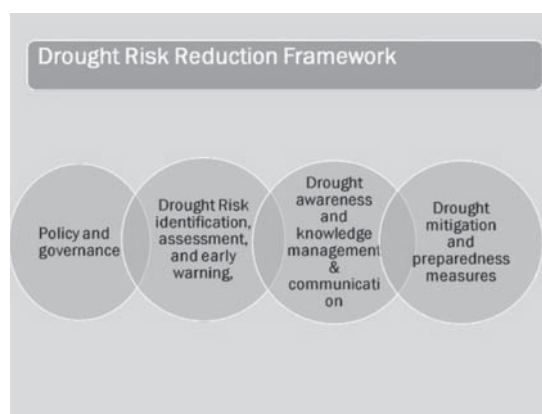 Drought Risk Reduction Framework
Policy and
governance
Drought Risk
identification,
assessment,
and early
warning,
Drought
awareness
and
knowledge
management
&
communicati
on
Drought
mitigation
and
preparedness
measures